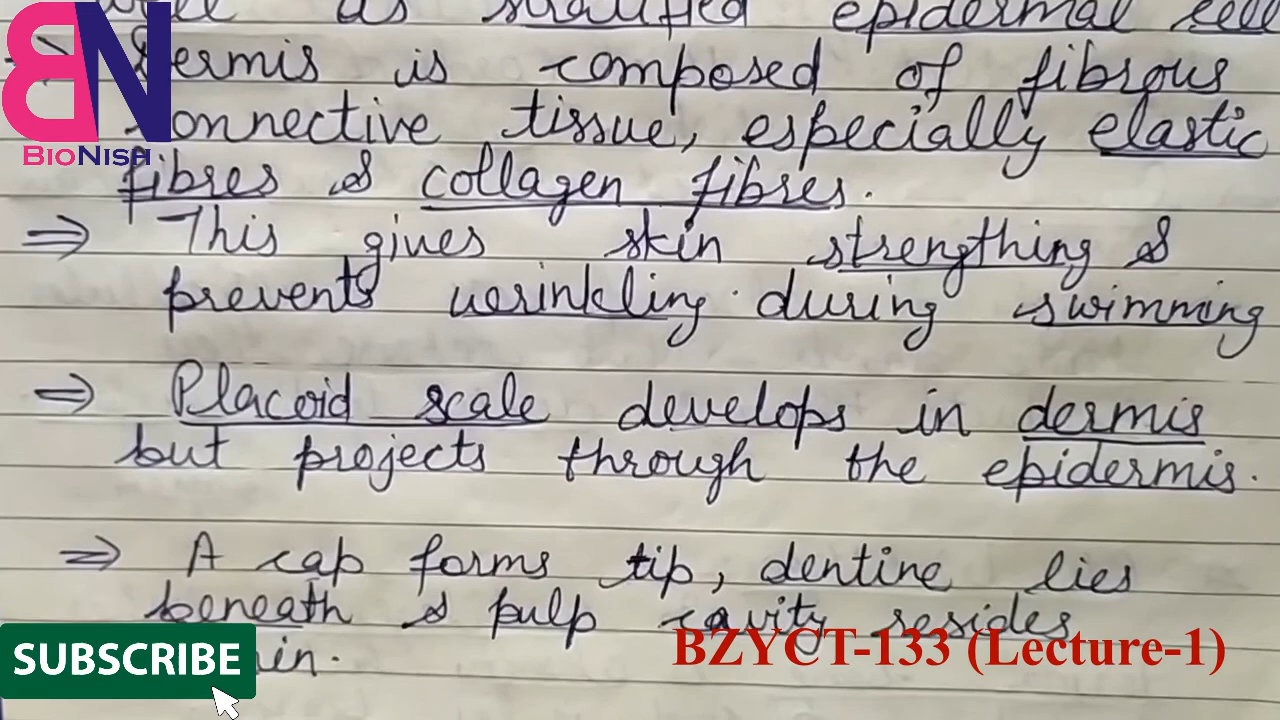 well as stratified epidermal cell
⇒ Dermis is composed of fibrous
connective tissue, especially elastic
fibres & collagen fibres.
⇒ This gives skin strengthing &
prevents wrinkling during swimming
⇒ Placoid scale develops in dermis
but projects through the epidermis.
⇒ A cap forms tip, dentine lies
beneath & pulp cavity resides
BN
BIONISH
SUBSCRIBE
BZYCT-133 (Lecture-1)